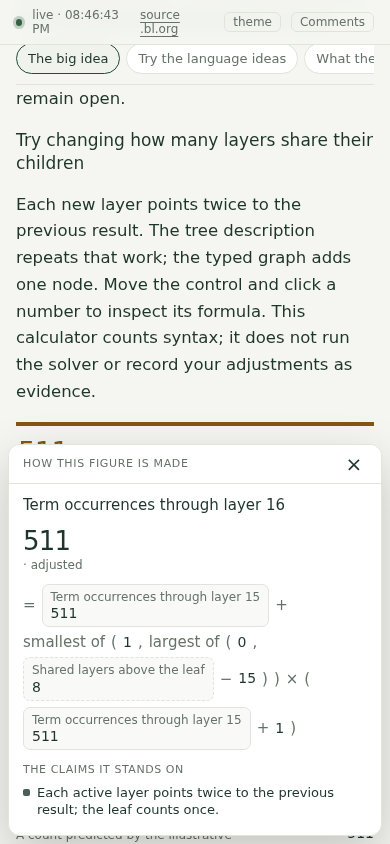 live · 08:46:43 PM
source .bl.org
theme
Comments
The big idea
Try the language ideas
What the
remain open.
Try changing how many layers share their children
Each new layer points twice to the
previous result. The tree description
repeats that work; the typed graph adds
one node. Move the control and click a
number to inspect its formula. This
calculator counts syntax; it does not run
the solver or record your adjustments as
evidence.
HOW THIS FIGURE IS MADE
Term occurrences through layer 16
511
· adjusted
= Term occurrences through layer 15 511 +
smallest of ( 1 , largest of ( 0 ,
Shared layers above the leaf 8 − 15 ) ) × (
Term occurrences through layer 15 511 + 1 )
THE CLAIMS IT STANDS ON
Each active layer points twice to the previous
result; the leaf counts once.